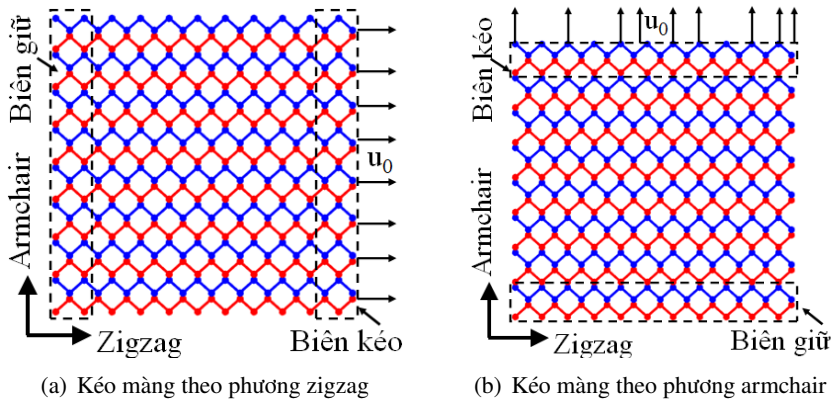 Biên giữ
Armchair
u0
Zigzag
Biên kéo
(a) Kéo màng theo phương zigzag
u0
Biên kéo
Armchair
Zigzag
Biên giữ
(b) Kéo màng theo phương armchair